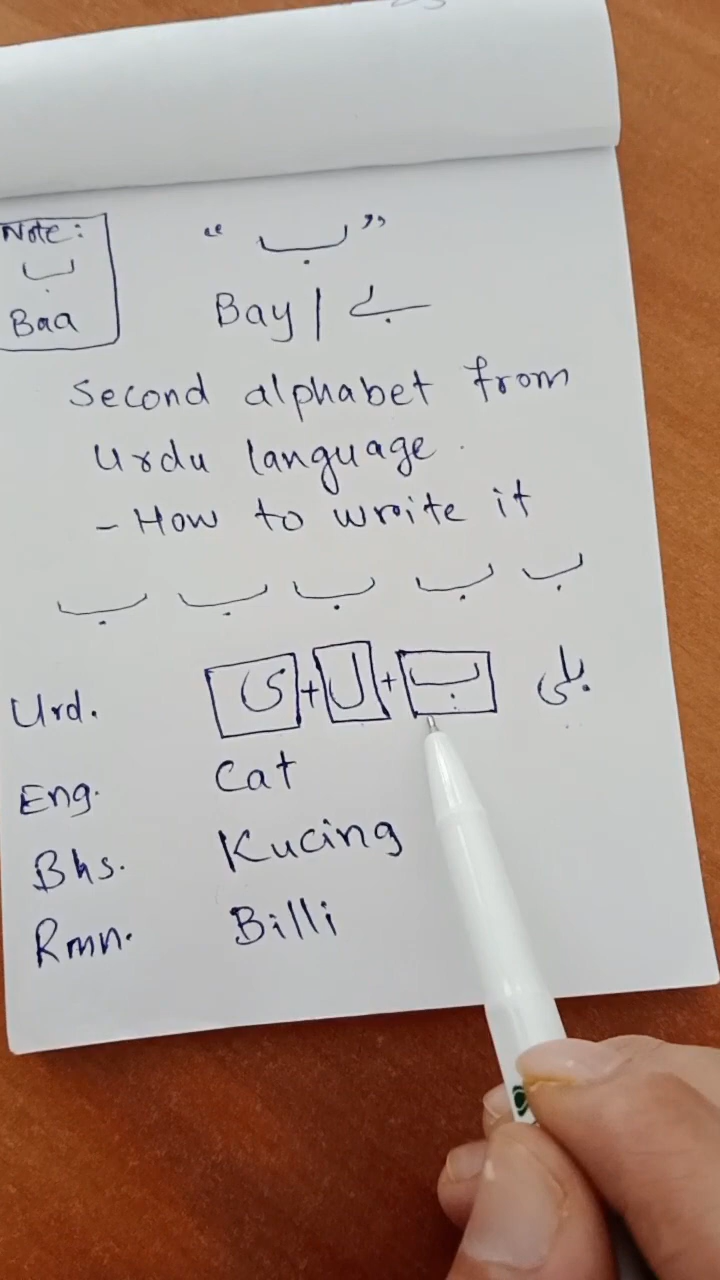 Note:
ب
Baa
“ ب ”
Bay / بے
Second alphabet from
Urdu language.
- How to write it
ب ب ب ب ب
Urd. ی + ل + ب بلی
Eng. Cat
Bhs. Kucing
Rmn. Billi